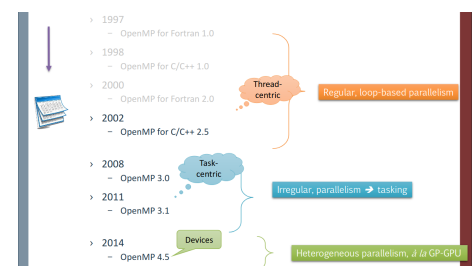 › 1997
– OpenMP for Fortran 1.0
› 1998
– OpenMP for C/C++ 1.0
› 2000
– OpenMP for Fortran 2.0
› 2002
– OpenMP for C/C++ 2.5
Thread-
centric
Regular, loop-based parallelism
› 2008
– OpenMP 3.0
› 2011
– OpenMP 3.1
Task-
centric
Irregular, parallelism ➔ tasking
› 2014
– OpenMP 4.5
Devices
Heterogeneous parallelism, à la GP-GPU